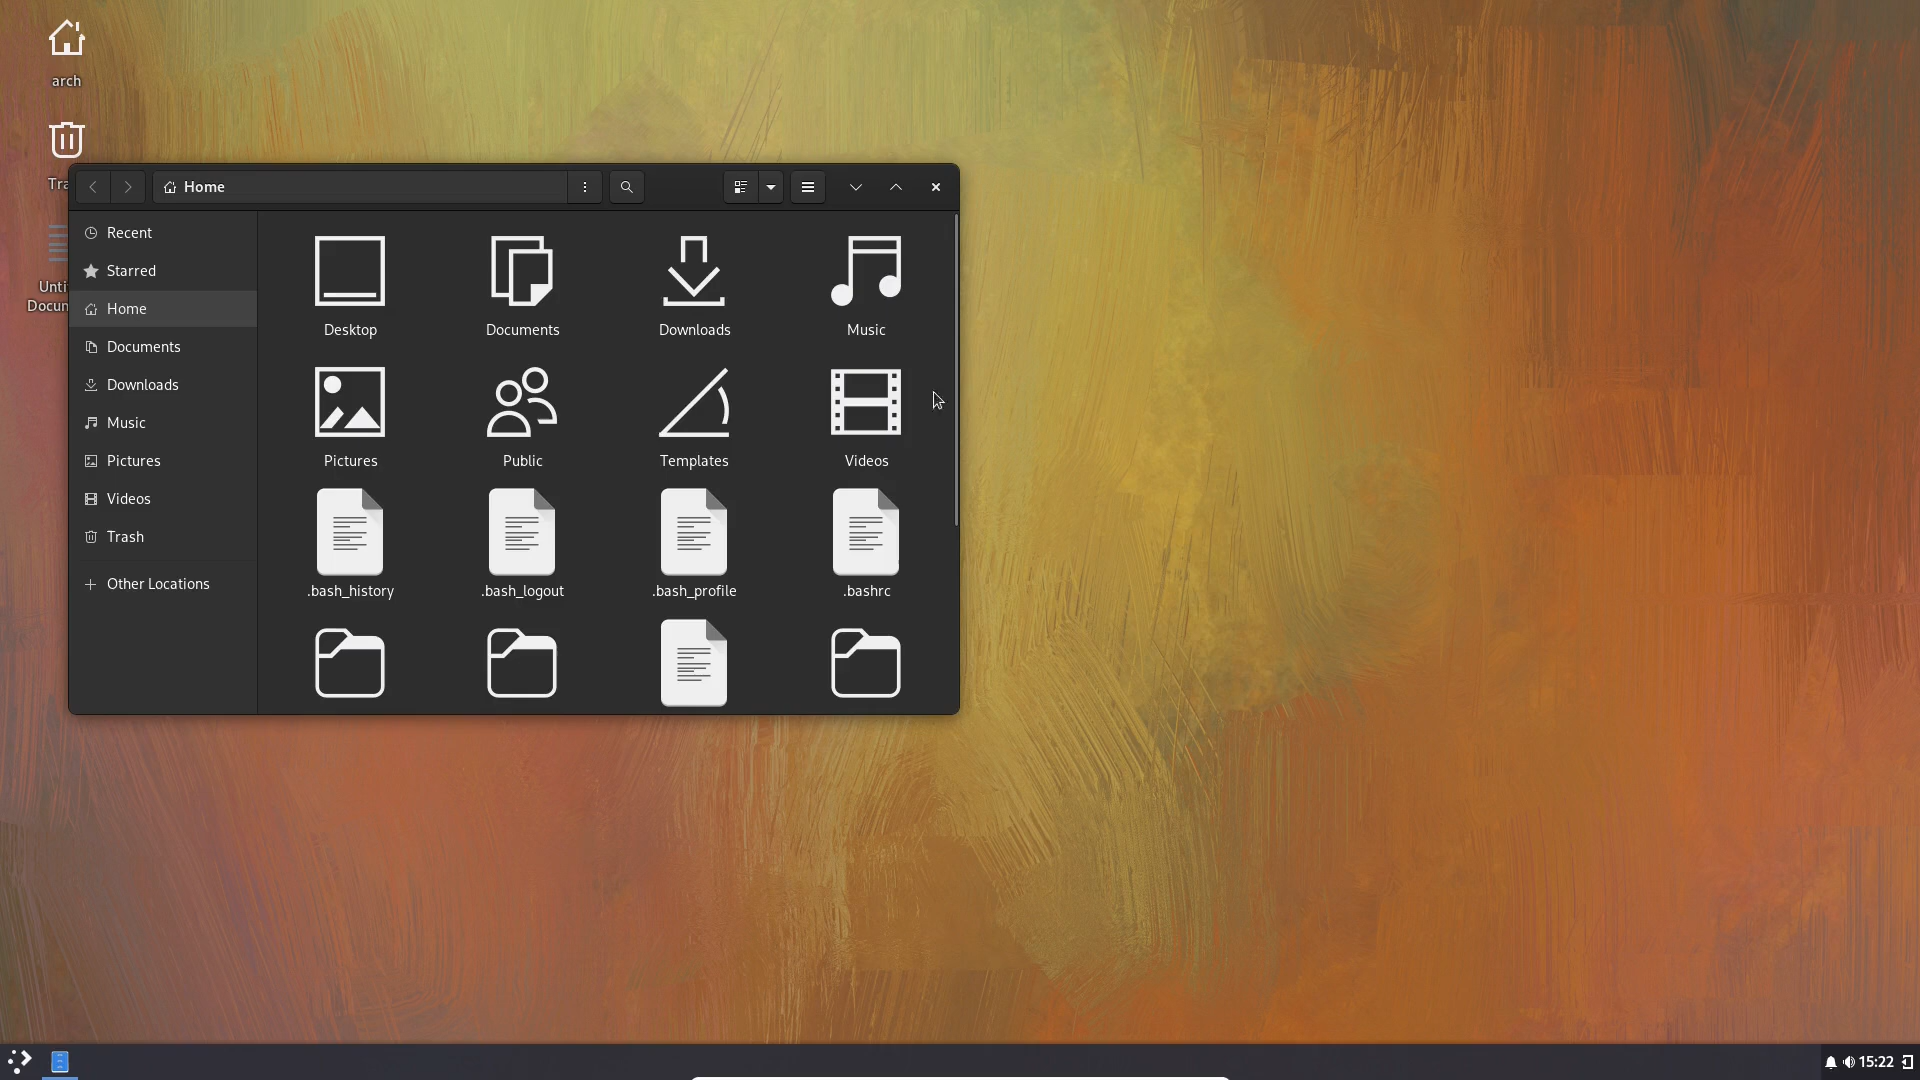 arch
Home
Recent
Starred
Home
Documents
Downloads
Music
Pictures
Videos
Trash
Other Locations
Desktop
Documents
Downloads
Music
Pictures
Public
Templates
Videos
.bash_history
.bash_logout
.bash_profile
.bashrc
15:22